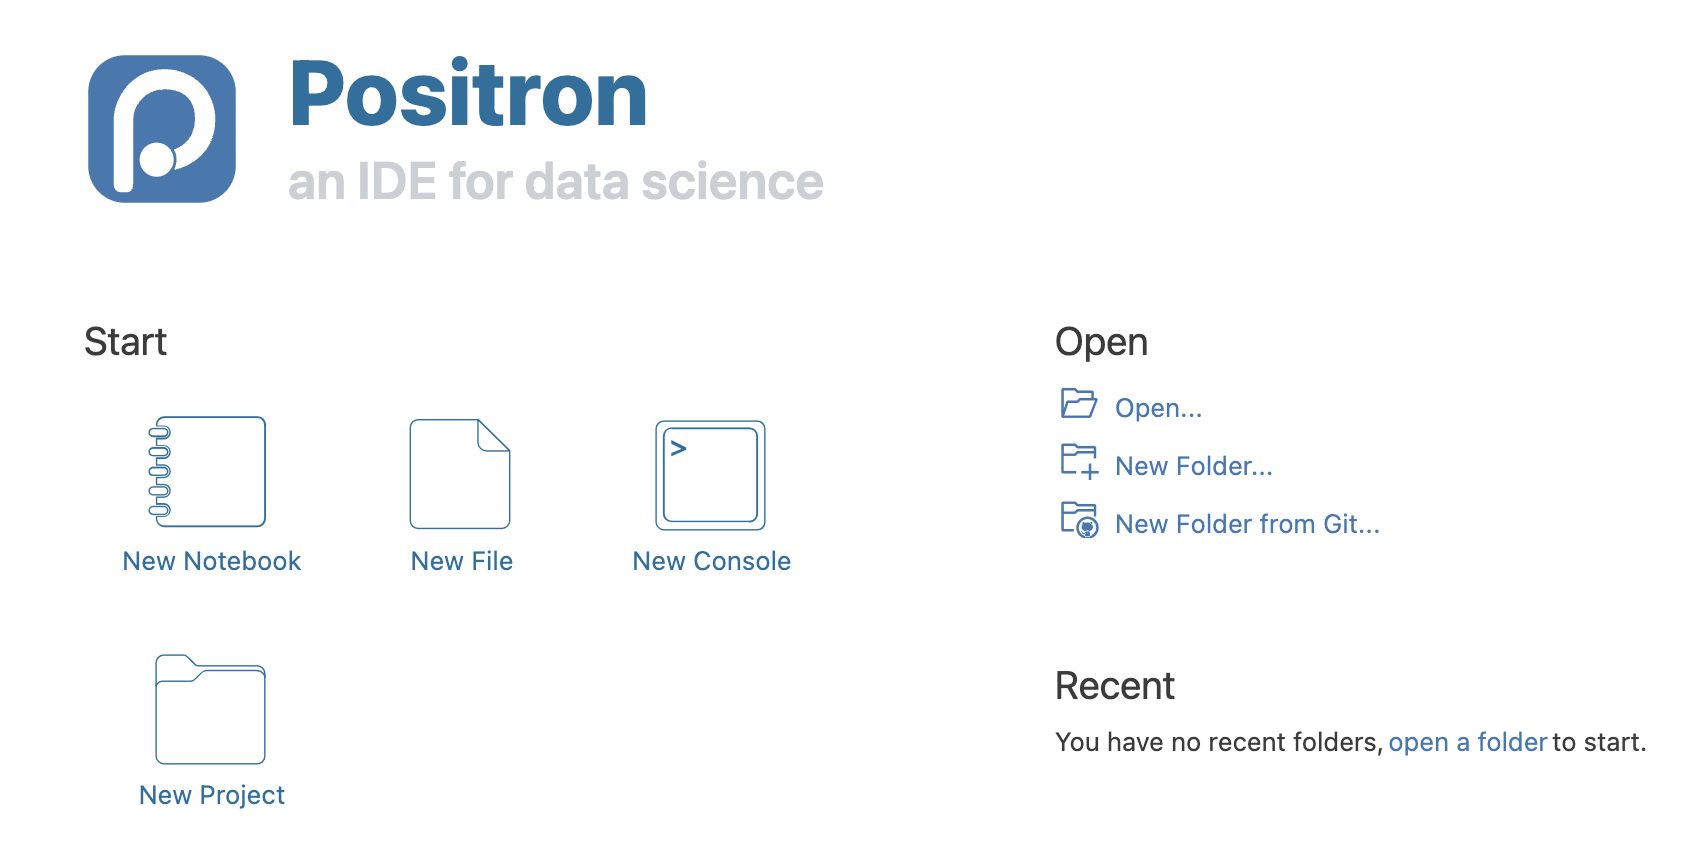 Positron
an IDE for data science
Start
New Notebook
New File
New Console
New Project
Open
Open...
New Folder...
New Folder from Git...
Recent
You have no recent folders, open a folder to start.